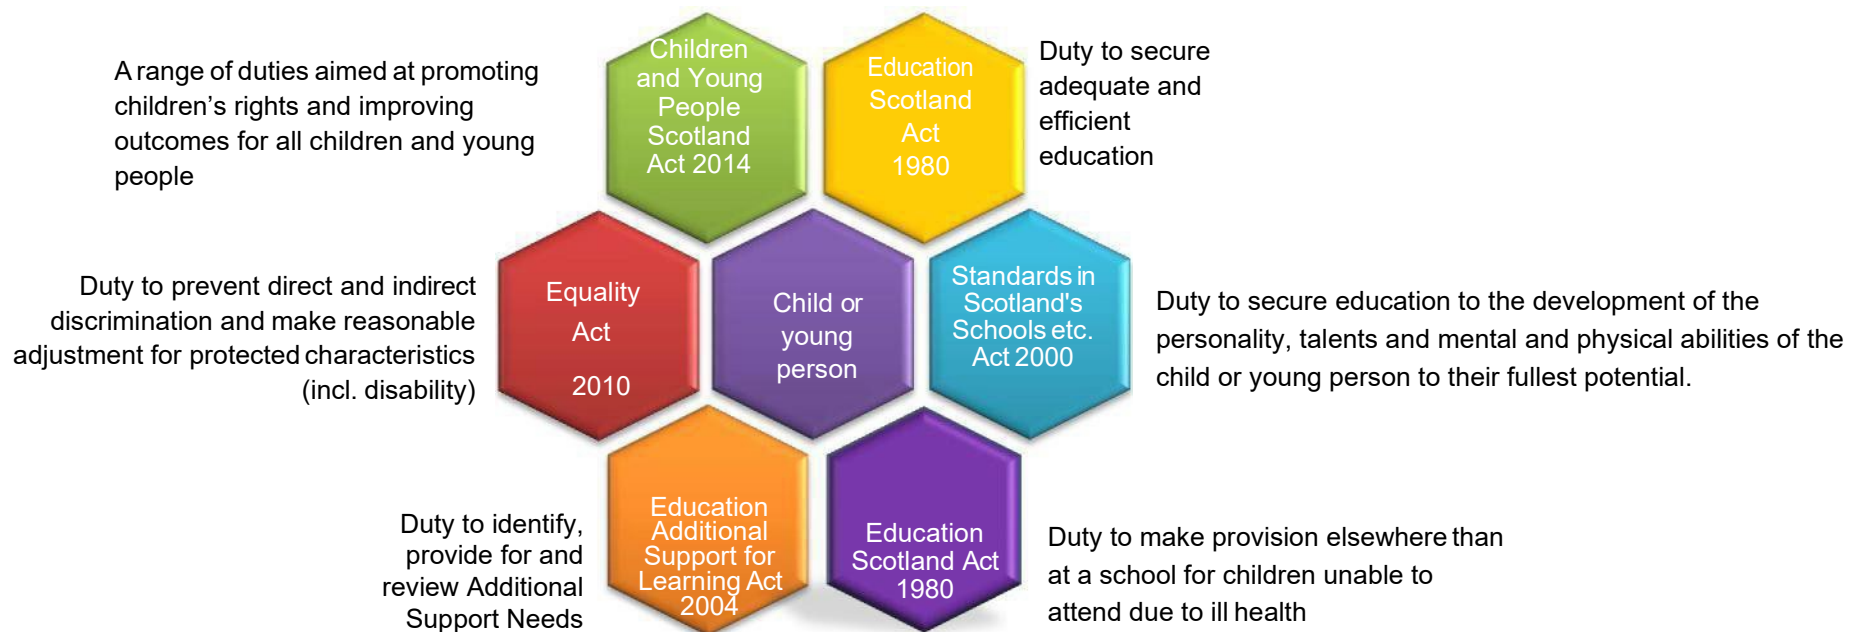 A range of duties aimed at promoting
children’s rights and improving
outcomes for all children and young
people
Children
and Young
People
Scotland
Act 2014
Education
Scotland
Act
1980
Duty to secure
adequate and
efficient
education
Duty to prevent direct and indirect
discrimination and make reasonable
adjustment for protected characteristics
(incl. disability)
Equality
Act
2010
Child or
young
person
Standards in
Scotland's
Schools etc.
Act 2000
Duty to secure education to the development of the
personality, talents and mental and physical abilities of the
child or young person to their fullest potential.
Duty to identify,
provide for and
review Additional
Support Needs
Education
Additional
Support for
Learning Act
2004
Education
Scotland Act
1980
Duty to make provision elsewhere than
at a school for children unable to
attend due to ill health